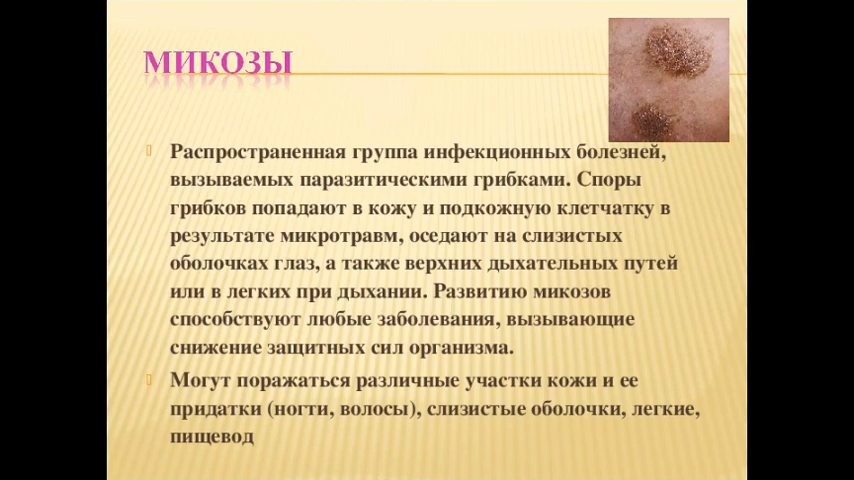 МИКОЗЫ
Распространенная группа инфекционных болезней,
вызываемых паразитическими грибками. Споры
грибков попадают в кожу и подкожную клетчатку в
результате микротравм, оседают на слизистых
оболочках глаз, а также верхних дыхательных путей
или в легких при дыхании. Развитию микозов
способствуют любые заболевания, вызывающие
снижение защитных сил организма.
Могут поражаться различные участки кожи и ее
придатки (ногти, волосы), слизистые оболочки, легкие,
пищевод